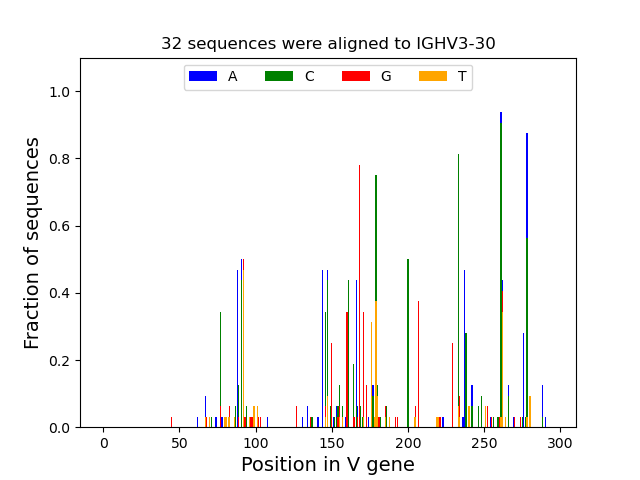 32 sequences were aligned to IGHV3-30
A C G T
1.0
0.8
0.6
0.4
0.2
0.0
Fraction of sequences
0 50 100 150 200 250 300
Position in V gene